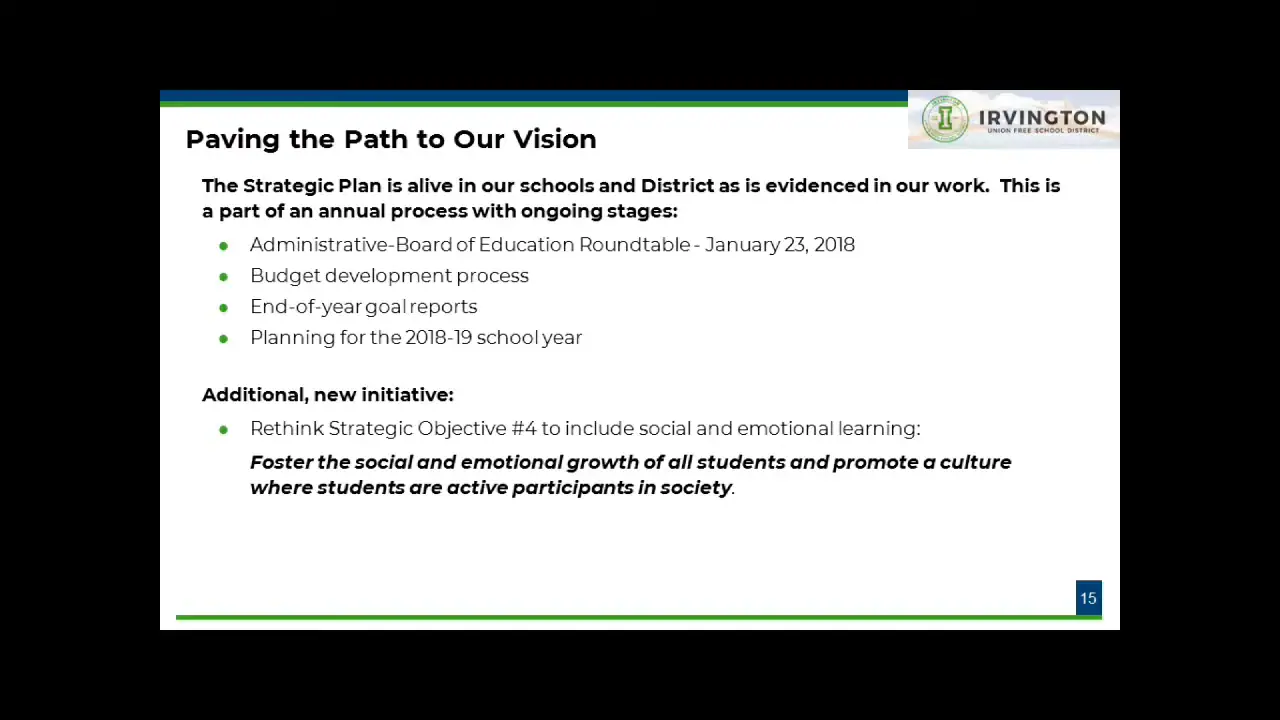 IRVINGTON
UNION FREE SCHOOL DISTRICT
Paving the Path to Our Vision
The Strategic Plan is alive in our schools and District as is evidenced in our work.  This is
a part of an annual process with ongoing stages:
● Administrative-Board of Education Roundtable - January 23, 2018
● Budget development process
● End-of-year goal reports
● Planning for the 2018-19 school year
Additional, new initiative:
● Rethink Strategic Objective #4 to include social and emotional learning:
Foster the social and emotional growth of all students and promote a culture
where students are active participants in society.
15